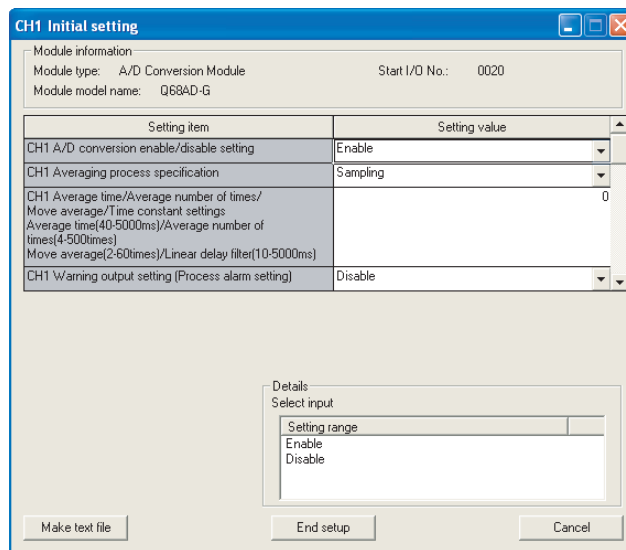 CH1 Initial setting
Module information
Module type: A/D Conversion Module Start I/O No.: 0020
Module model name: Q68AD-G
Setting item Setting value
CH1 A/D conversion enable/disable setting Enable
CH1 Averaging process specification Sampling
CH1 Average time/Average number of times/ 0
Move average/Time constant settings
Average time(40-5000ms)/Average number of
times(4-500times)
Move average(2-60times)/Linear delay filter(10-5000ms)
CH1 Warning output setting (Process alarm setting) Disable
Details
Select input
Setting range
Enable
Disable
Make text file End setup Cancel